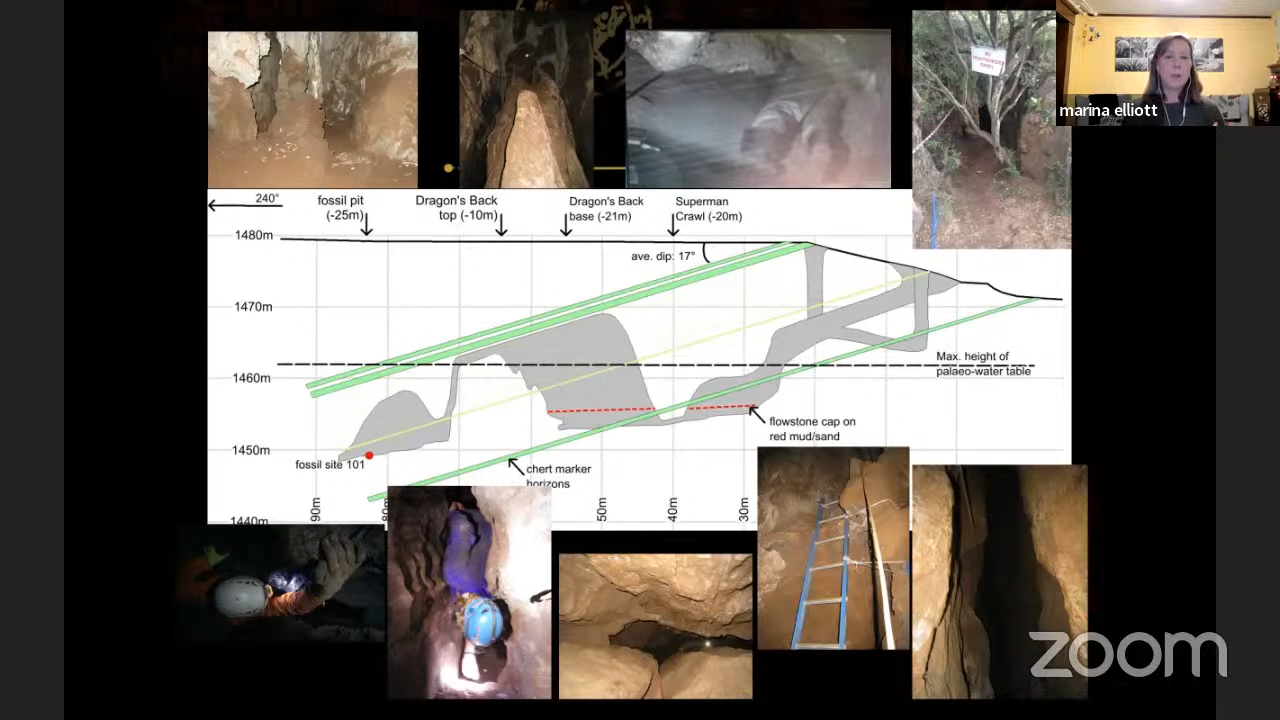 marina elliott
240°
fossil pit
(-25m)
Dragon's Back
top (-10m)
Dragon's Back
base (-21m)
Superman
Crawl (-20m)
1480m
ave. dip: 17°
1470m
Max. height of
palaeo-water table
1460m
flowstone cap on
red mud/sand
1450m
fossil site 101
chert marker
horizons
1440m
90m
50m
40m
30m
zoom